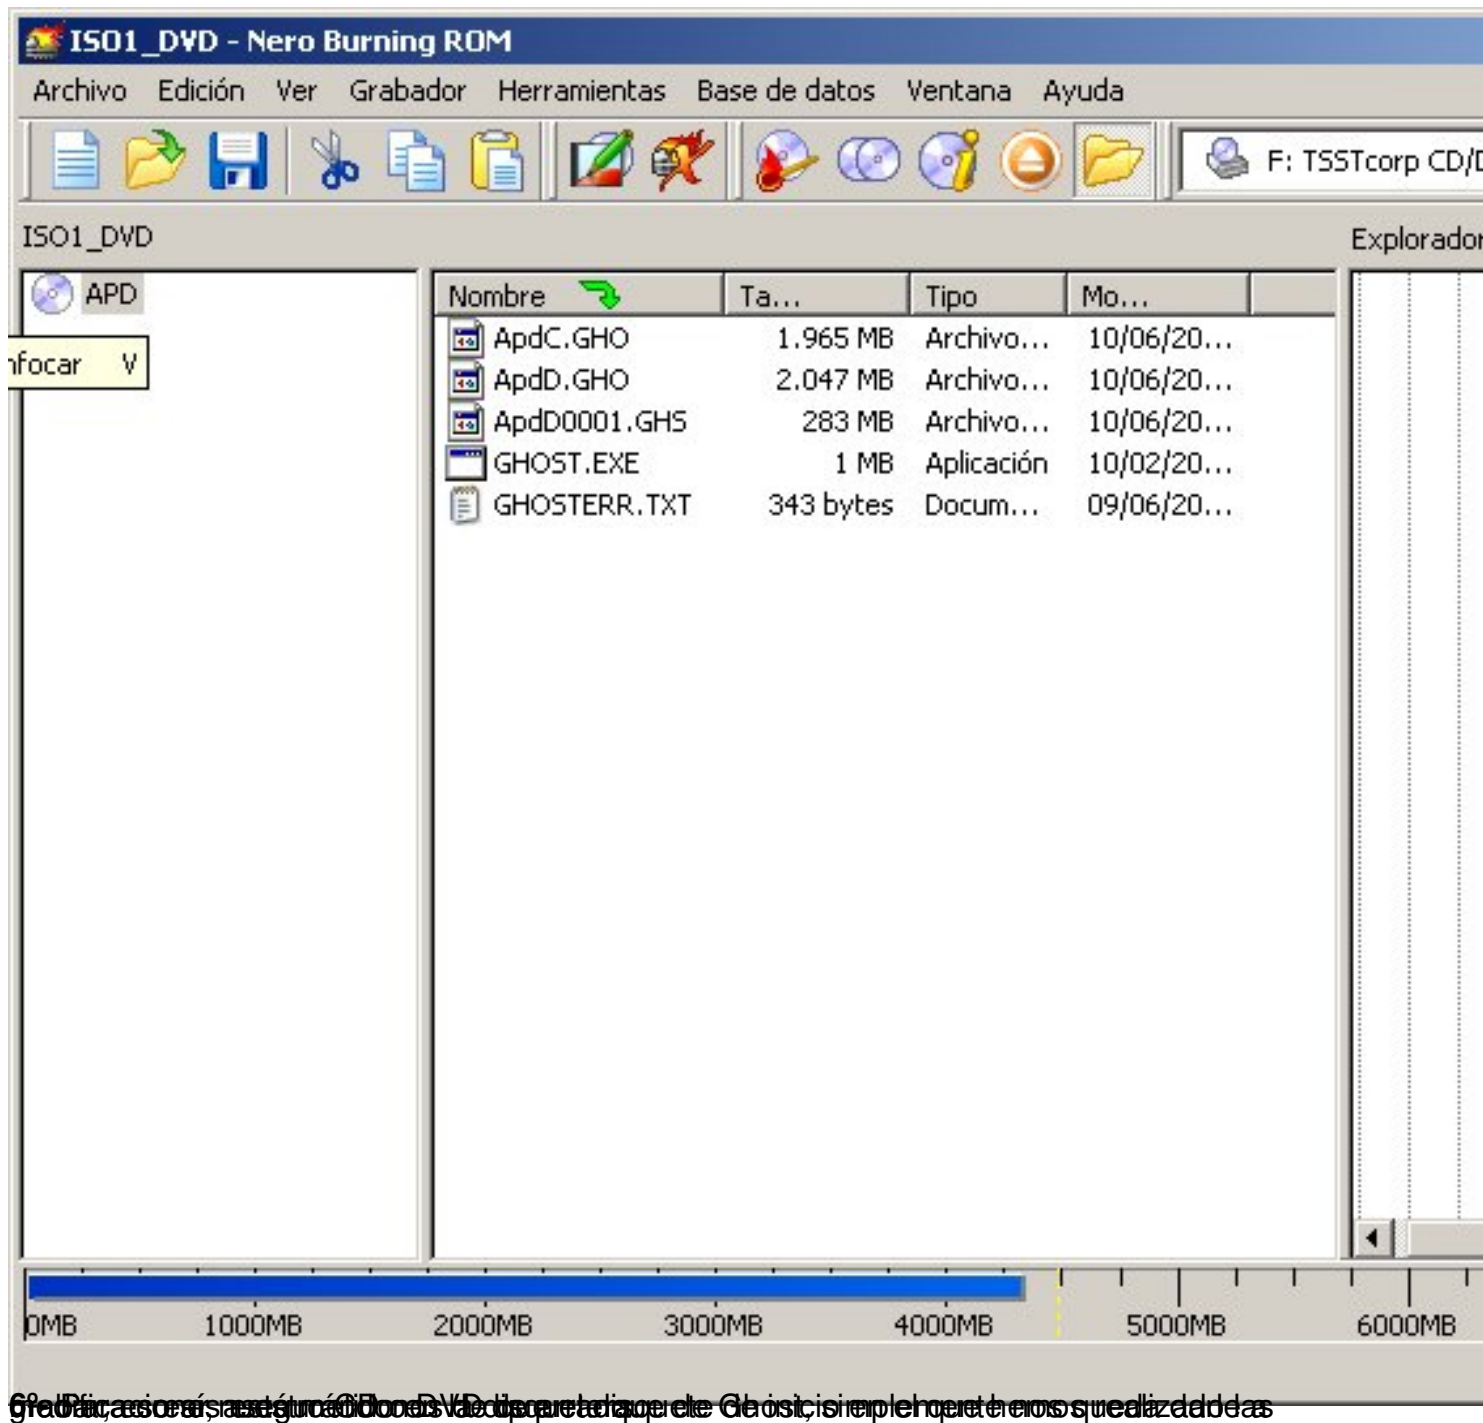 ISO1_DVD - Nero Burning ROM
Archivo Edición Ver Grabador Herramientas Base de datos Ventana Ayuda
F: TSSTcorp CD/D
ISO1_DVD
Explorador
APD
nfocar V
Nombre Ta... Tipo Mo...
ApdC.GHO 1.965 MB Archivo... 10/06/20...
ApdD.GHO 2.047 MB Archivo... 10/06/20...
ApdD0001.GHS 283 MB Archivo... 10/06/20...
GHOST.EXE 1 MB Aplicación 10/02/20...
GHOSTERR.TXT 343 bytes Docum... 09/06/20...
0MB 1000MB 2000MB 3000MB 4000MB 5000MB 6000MB